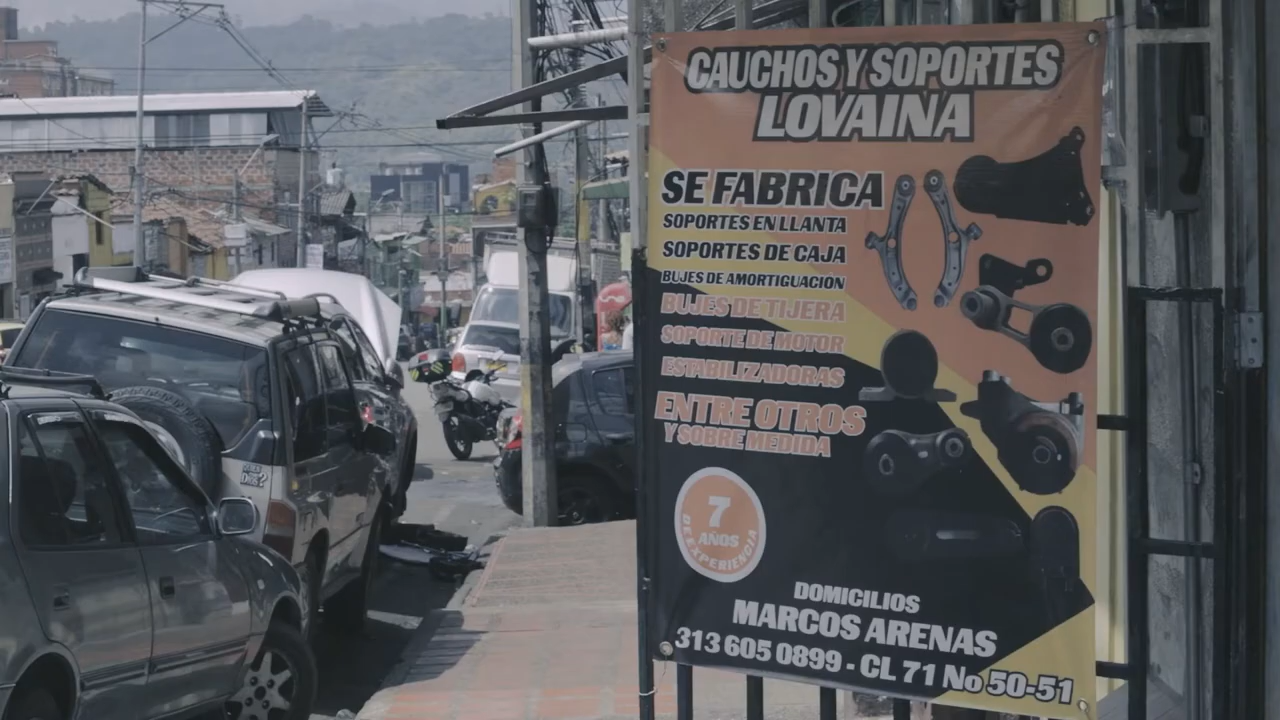 CAUCHOS Y SOPORTES
LOVAINA
SE FABRICA
SOPORTES EN LLANTA
SOPORTES DE CAJA
BUJES DE AMORTIGUACIÓN
BUJES DE TIJERA
SOPORTE DE MOTOR
ESTABILIZADORAS
ENTRE OTROS
Y SOBRE MEDIDA
7
AÑOS
DE EXPERIENCIA
DOMICILIOS
MARCOS ARENAS
313 605 0899 - CL 71 No 50-51